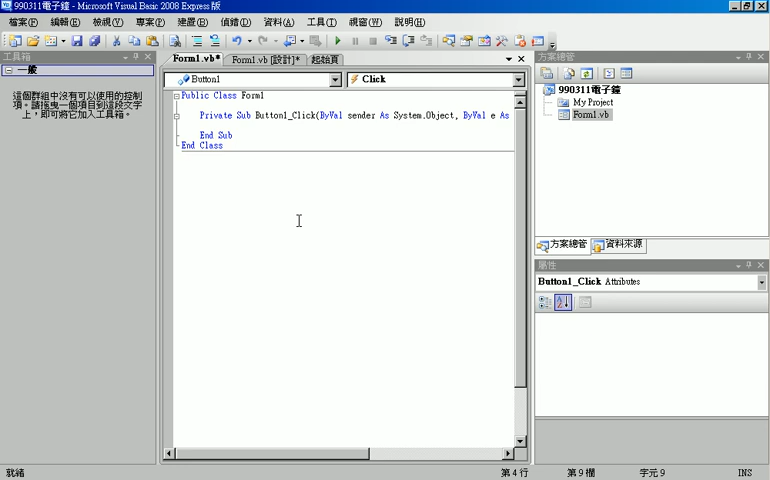 990311電子鐘 - Microsoft Visual Basic 2008 Express 版
檔案(F) 編輯(E) 檢視(V) 專案(P) 建置(B) 偵錯(D) 資料(A) 工具(T) 視窗(W) 說明(H)
工具箱
一般
這個群組中沒有可以使用的控制
項。請拖曳一個項目到這段文字
上，即可將它加入工具箱。
Form1.vb* Form1.vb [設計]* 起始頁
Button1 Click
Public Class Form1
Private Sub Button1_Click(ByVal sender As System.Object, ByVal e As
End Sub
End Class
方案總管
990311電子鐘
My Project
Form1.vb
方案總管 資料來源
屬性
Button1_Click Attributes
就緒 第 4 行 第 9 欄 字元 9 INS